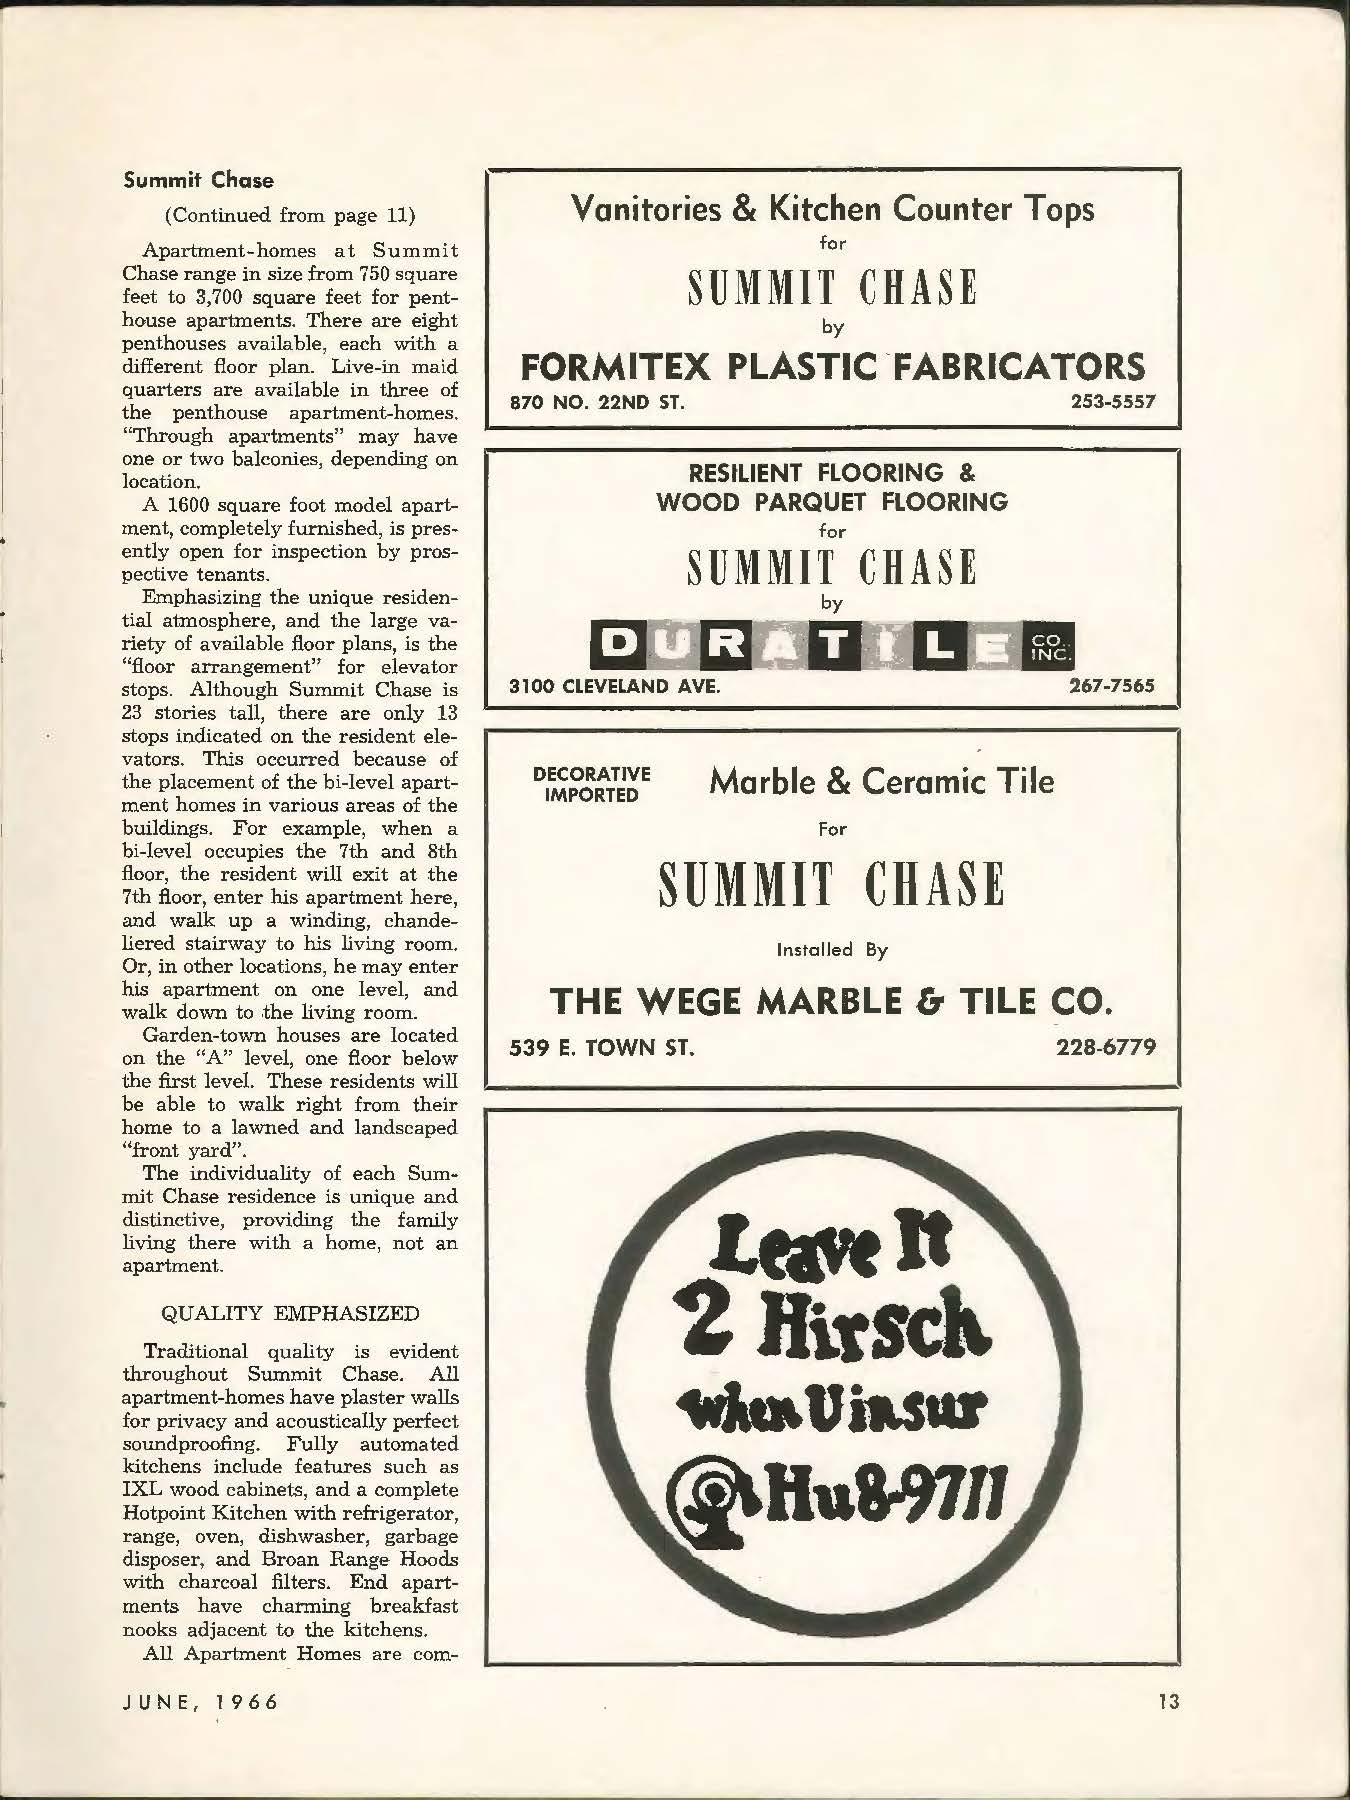 Summit Chase
(Continued from page 11)
Apartment-homes at Summit
Chase range in size from 750 square
feet to 3,700 square feet for pent-
house apartments. There are eight
penthouses available, each with a
different floor plan. Live-in maid
quarters are available in three of
the penthouse apartment-homes.
“Through apartments” may have
one or two balconies, depending on
location.
A 1600 square foot model apart-
ment, completely furnished, is pres-
ently open for inspection by pros-
pective tenants.
Emphasizing the unique residen-
tial atmosphere, and the large va-
riety of available floor plans, is the
“floor arrangement” for elevator
stops. Although Summit Chase is
23 stories tall, there are only 13
stops indicated on the resident ele-
vators. This occurred because of
the placement of the bi-level apart-
ment homes in various areas of the
buildings. For example, when a
bi-level occupies the 7th and 8th
floor, the resident will exit at the
7th floor, enter his apartment here,
and walk up a winding, chande-
liered stairway to his living room.
Or, in other locations, he may enter
his apartment on one level, and
walk down to the living room.
Garden-town houses are located
on the “A” level, one floor below
the first level. These residents will
be able to walk right from their
home to a lawned and landscaped
“front yard”.
The individuality of each Sum-
mit Chase residence is unique and
distinctive, providing the family
living there with a home, not an
apartment.
QUALITY EMPHASIZED
Traditional quality is evident
throughout Summit Chase. All
apartment-homes have plaster walls
for privacy and acoustically perfect
soundproofing. Fully automated
kitchens include features such as
IXL wood cabinets, and a complete
Hotpoint Kitchen with refrigerator,
range, oven, dishwasher, garbage
disposer, and Broan Range Hoods
with charcoal filters. End apart-
ments have charming breakfast
nooks adjacent to the kitchens.
All Apartment Homes are com-
Vanitories & Kitchen Counter Tops
for
SUMMIT CHASE
by
FORMITEX PLASTIC FABRICATORS
870 NO. 22ND ST. 253-5557
RESILIENT FLOORING &
WOOD PARQUET FLOORING
for
SUMMIT CHASE
by
DURATILE CO. INC.
3100 CLEVELAND AVE. 267-7565
DECORATIVE
IMPORTED
Marble & Ceramic Tile
For
SUMMIT CHASE
Installed By
THE WEGE MARBLE & TILE CO.
539 E. TOWN ST. 228-6779
Leave It
2 Hirsch
when U insur
Hu8-9711
JUNE, 1966 13